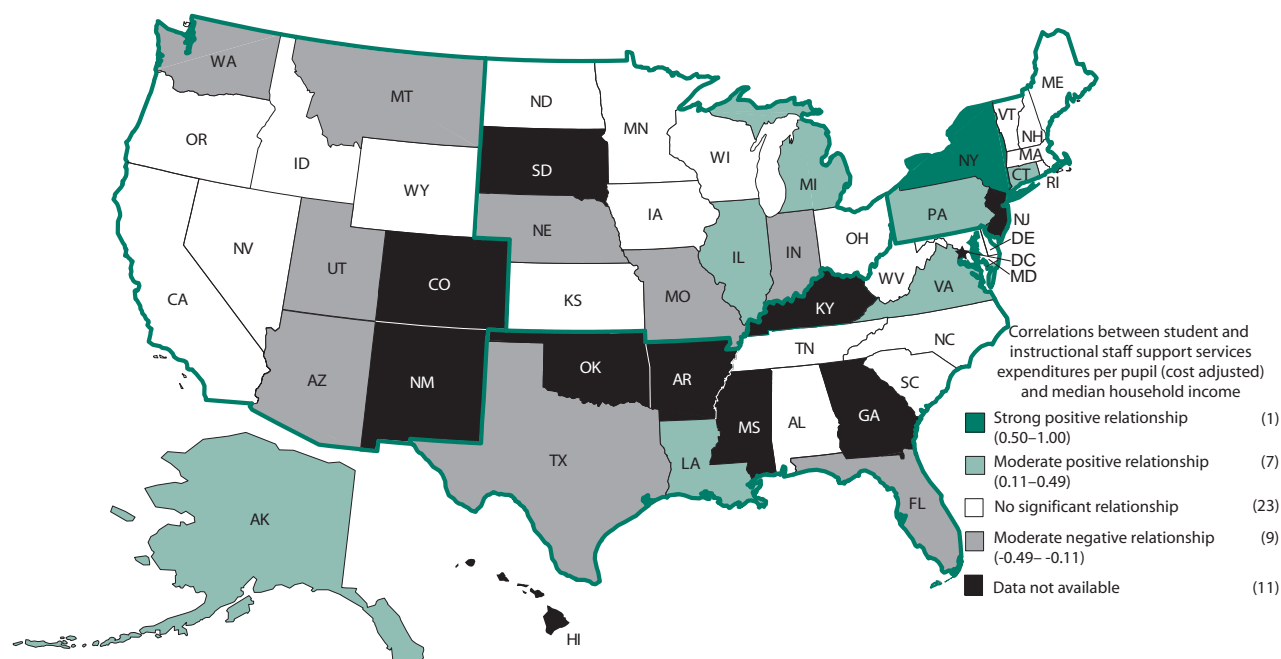 WA
MT
ND
MN
ME
VT
NH
MA
CT
RI
NY
OR
ID
WY
SD
WI
MI
PA
NJ
NE
IA
NV
UT
CO
IL
IN
OH
DE
DC
MD
WV
VA
CA
KS
MO
KY
TN
NC
AZ
NM
OK
AR
SC
MS
AL
GA
TX
LA
FL
AK
HI
Correlations between student and
instructional staff support services
expenditures per pupil (cost adjusted)
and median household income
Strong positive relationship (1)
(0.50–1.00)
Moderate positive relationship (7)
(0.11–0.49)
No significant relationship (23)
Moderate negative relationship (9)
(-0.49– -0.11)
Data not available (11)